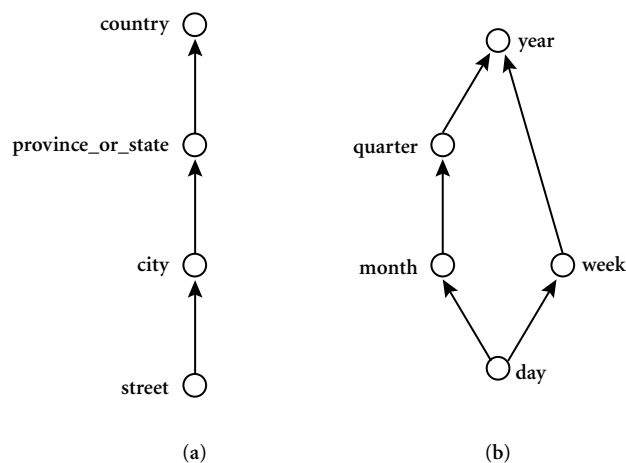 country
province_or_state
city
street
(a)
year
quarter
month
week
day
(b)